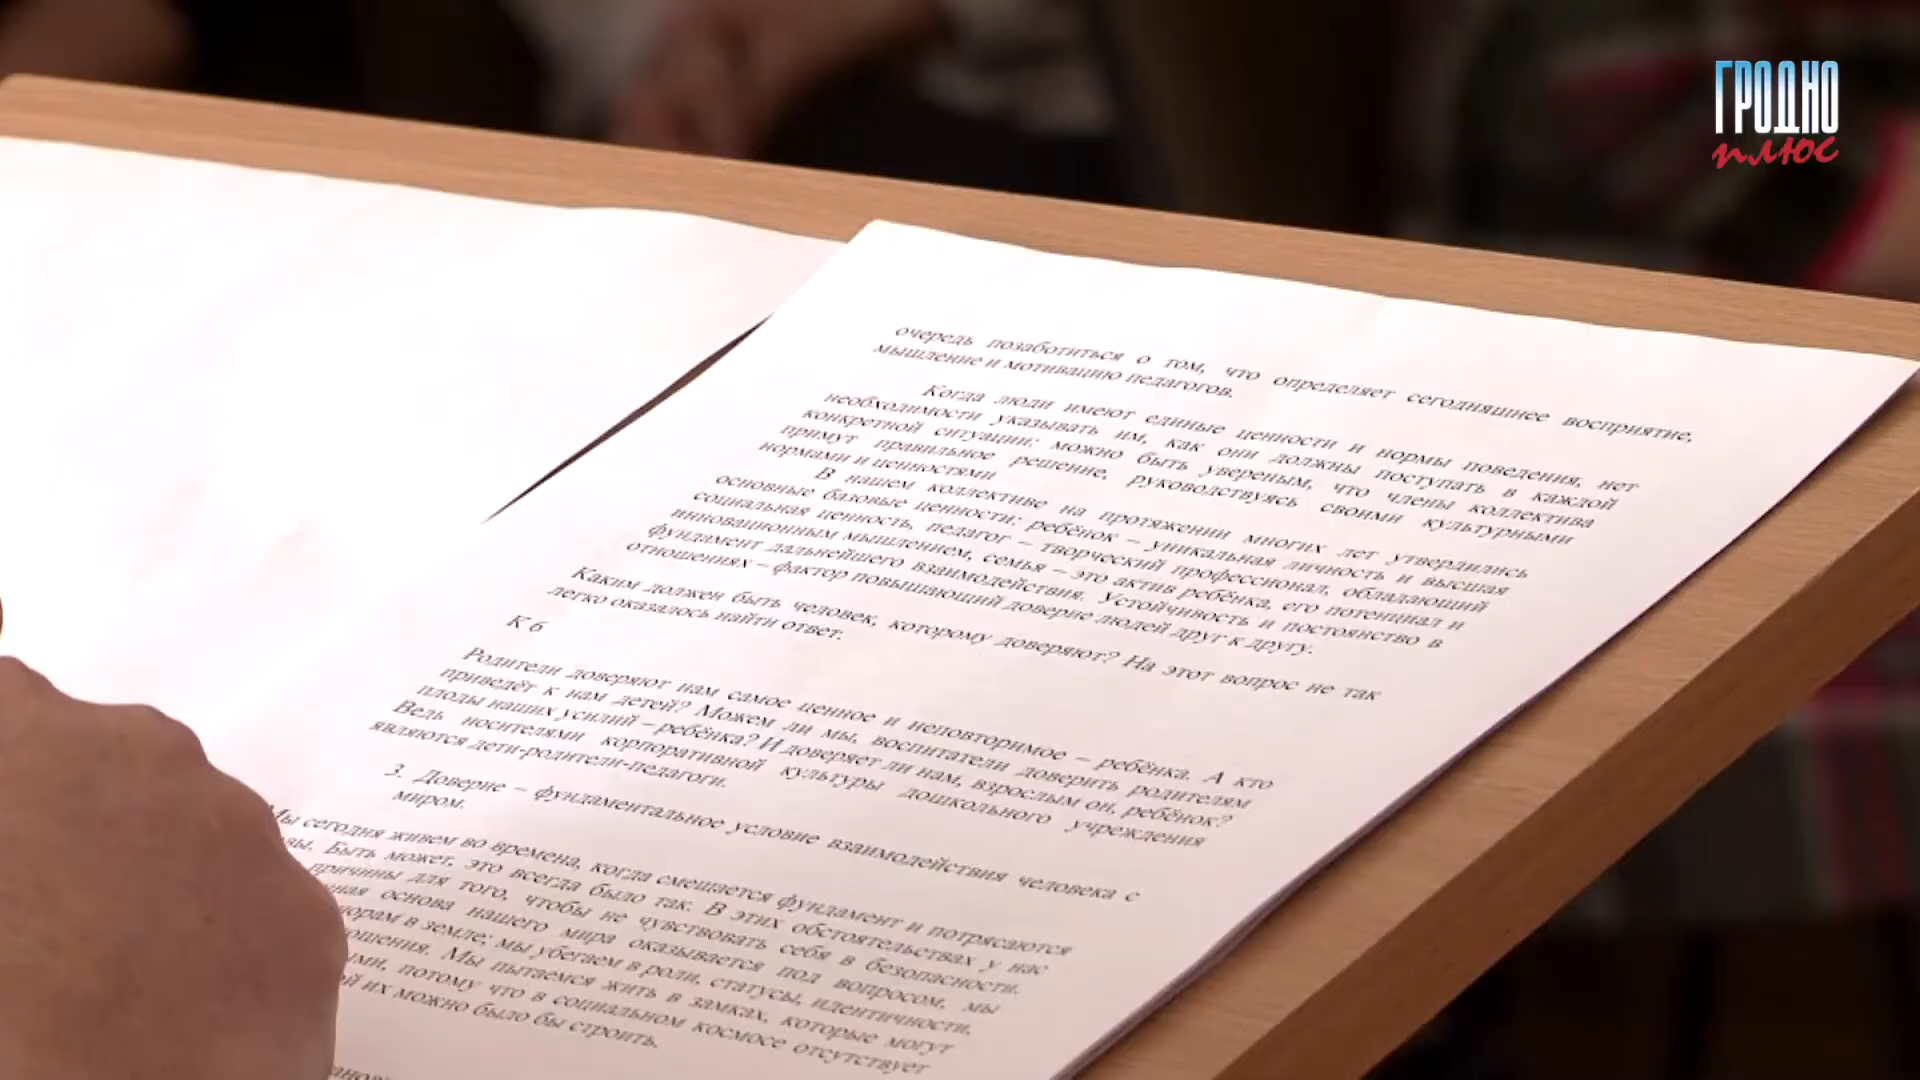 ГРОДНО
плюс
очередь позаботиться о том, что определяет сегодняшнее восприятие,
мышление и мотивацию педагогов.
Когда люди имеют единые ценности и нормы поведения, нет
необходимости указывать им, как они должны поступать в каждой
конкретной ситуации: можно быть увереным, что члены коллектива
примут правильное решение, руководствуясь своими культурными
нормами и ценностями
В нашем коллективе на протяжении многих лет утвердились
основные базовые ценности: ребёнок – уникальная личность и высшая
социальная ценность, педагог – творческий профессионал, обладающий
инновационным мышлением, семья – это актив ребёнка, его потенциал и
фундамент дальнейшего взаимодействия. Устойчивость и постоянство в
отношениях – фактор повышающий доверие людей друг к другу.
Каким должен быть человек, которому доверяют? На этот вопрос не так
легко оказалось найти ответ.
К 6
Родители доверяют нам самое ценное и неповторимое – ребёнка. А кто
приведёт к нам детей? Можем ли мы, воспитатели доверить родителям
плоды наших усилий – ребёнка? И доверяет ли нам, взрослым он, ребёнок?
Ведь носителями корпоративной культуры дошкольного учреждения
являются дети-родители-педагоги.
3. Доверие – фундаментальное условие взаимодействия человека с
миром.
Мы сегодня живем во времена, когда смещается фундамент и потрясаются
Быть может, это всегда было так. В этих обстоятельствах у нас
причины для того, чтобы не чувствовать себя в безопасности.
основа нашего мира оказывается под вопросом, мы
в земле; мы убегаем в роли, статусы, идентичности,
Мы пытаемся жить в замках, которые могут
потому что в социальном космосе отсутствует
их можно было бы строить.